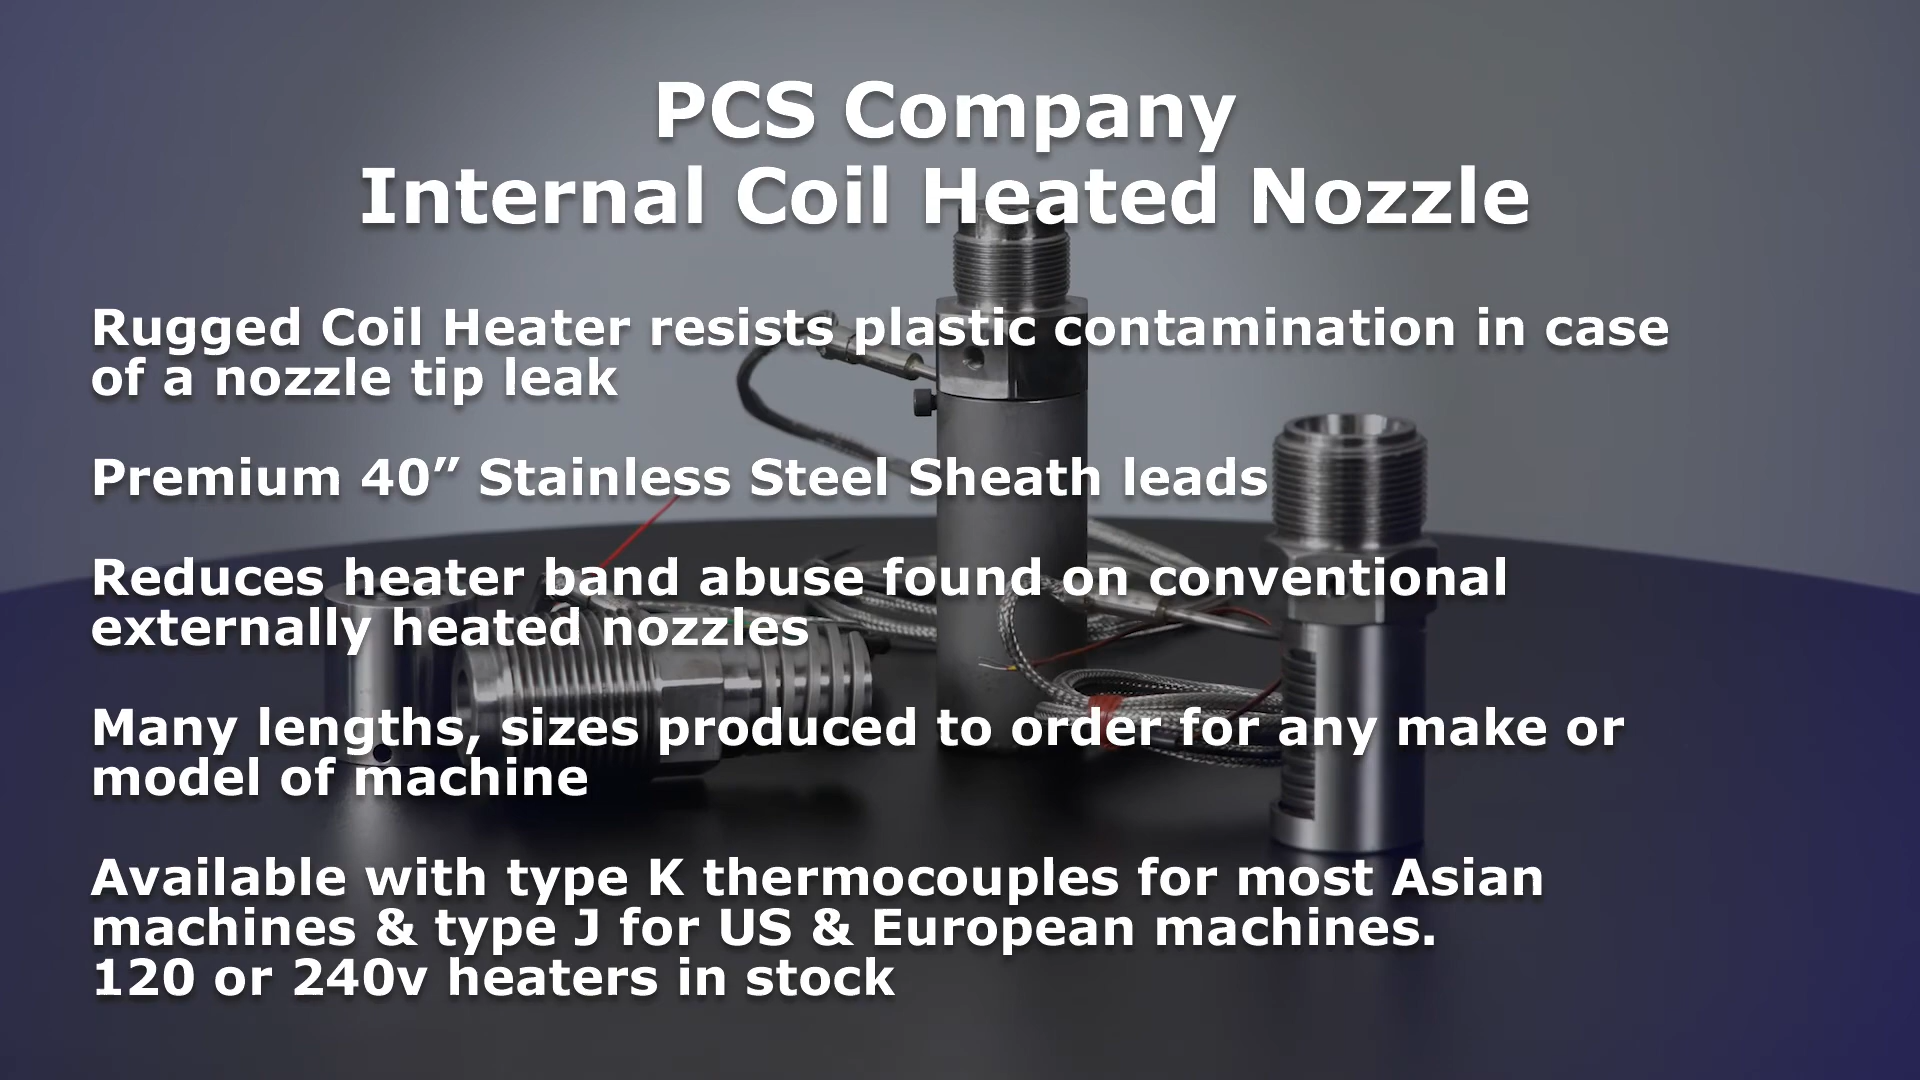 PCS Company
Internal Coil Heated Nozzle
Rugged Coil Heater resists plastic contamination in case
of a nozzle tip leak
Premium 40” Stainless Steel Sheath leads
Reduces heater band abuse found on conventional
externally heated nozzles
Many lengths, sizes produced to order for any make or
model of machine
Available with type K thermocouples for most Asian
machines & type J for US & European machines.
120 or 240v heaters in stock